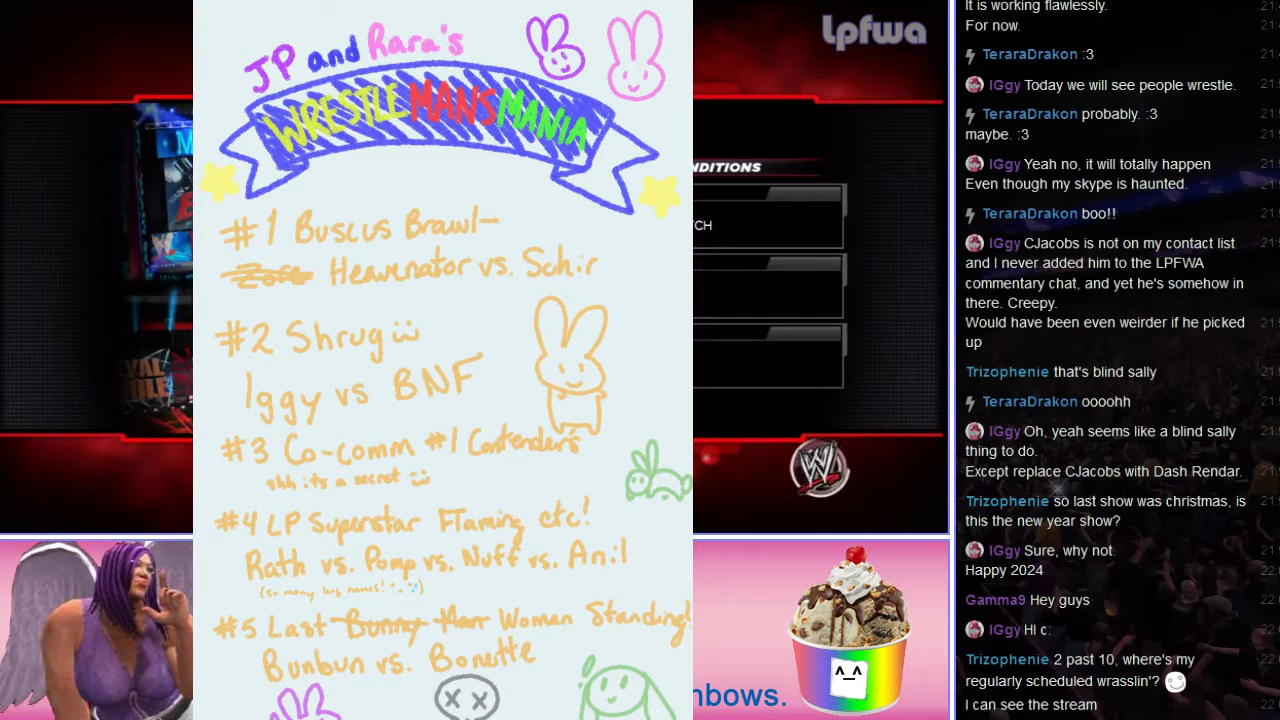 JP and Rara's
WRESTLEMANSMANIA
#1 Buscus Brawl-
Heavenator vs. Schir
#2 Shrug
Iggy vs BNF
#3 Co-comm #1 Contenders
shh its a secret
#4 LP Superstar Flaming etc!
Rath vs. Pomp vs. Nuff vs. Anil
(so many long names!
#5 Last Bunny Man Woman Standing!
Bunbun vs. Bonette
Lpfwa
NDITIONS
TCH
W
nbows.
^_^
It is working flawlessly.
For now.
TeraraDrakon :3
IGgy Today we will see people wrestle.
TeraraDrakon probably. :3
maybe. :3
IGgy Yeah no, it will totally happen
Even though my skype is haunted.
TeraraDrakon boo!!
IGgy CJacobs is not on my contact list
and I never added him to the LPFWA
commentary chat, and yet he's somehow in
there. Creepy.
Would have been even weirder if he picked
up
Trizophenie that's blind sally
TeraraDrakon oooohh
IGgy Oh, yeah seems like a blind sally
thing to do.
Except replace CJacobs with Dash Rendar.
Trizophenie so last show was christmas, is
this the new year show?
IGgy Sure, why not
Happy 2024
Gamma9 Hey guys
IGgy HI c:
Trizophenie 2 past 10, where's my
regularly scheduled wrasslin'?
I can see the stream